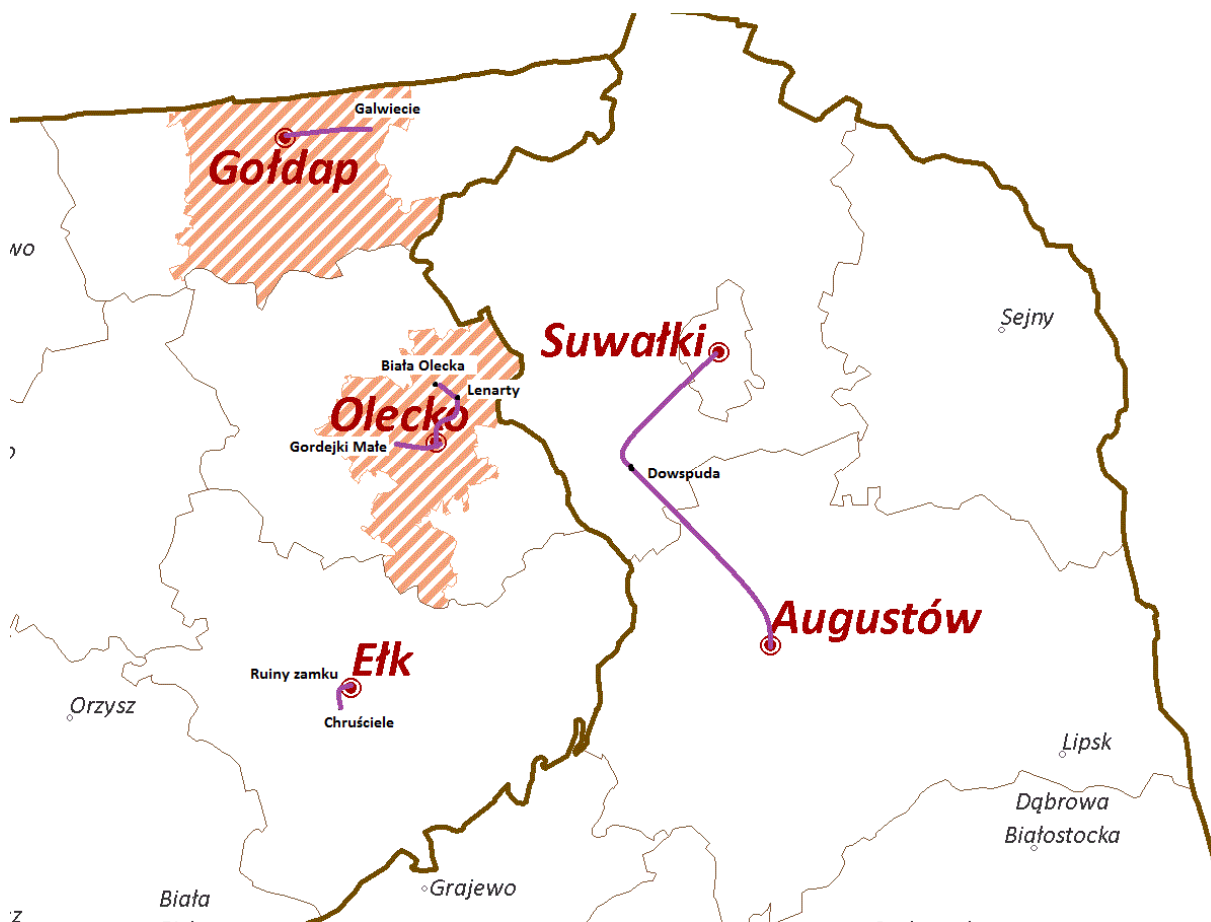 Galwiecie
Gołdap
wo
Sejny
Suwałki
Biała Olecka
Lenarty
Olecko
Gordejki Małe
Dowspuda
Augustów
Ełk
Ruiny zamku
Orzysz
Chruściele
Lipsk
Dąbrowa
Białostocka
Grajewo
Biała
z